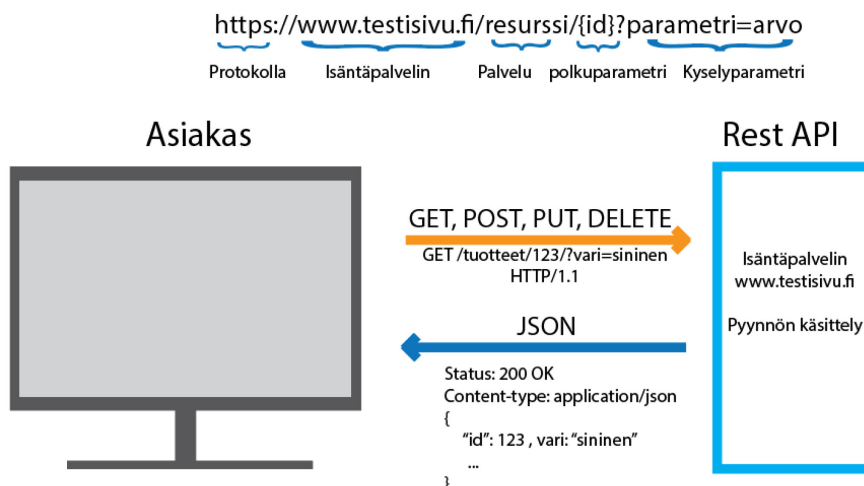 https://www.testisivu.fi/resurssi/{id}?parametri=arvo
Protokolla Isäntäpalvelin Palvelu polkuparametri Kyselyparametri
Asiakas
Rest API
GET, POST, PUT, DELETE
GET /tuotteet/123/?vari=sininen
HTTP/1.1
JSON
Status: 200 OK
Content-type: application/json
{
"id": 123 , vari: “sininen”
...
}
Isäntäpalvelin
www.testisivu.fi
Pyynnön käsittely